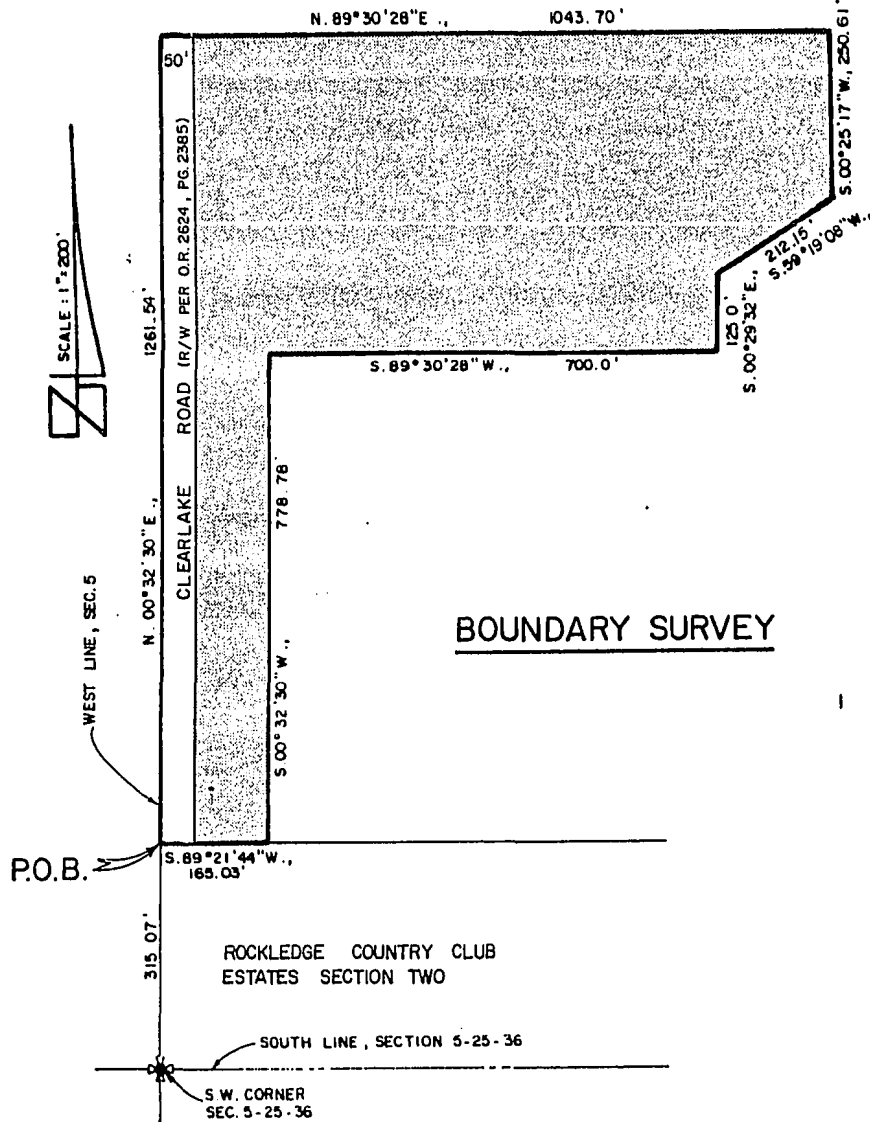 N. 89°30'28"E ., 1043.70'
50'
S. 00°25'17"W., 250.61'
212.15'
S. 59°19'08"W.,
125.0'
S. 00°29'32"E.,
S. 89°30'28"W., 700.0'
SCALE : 1"=200'
1261.54'
N. 00°32'30"E .,
CLEARLAKE ROAD (R/W PER O.R. 2624, PG. 2385)
778.78'
S. 00°32'30"W.,
WEST LINE, SEC. 5
BOUNDARY SURVEY
P.O.B.
S. 89°21'44"W.,
165.03'
315.07'
ROCKLEDGE COUNTRY CLUB
ESTATES SECTION TWO
SOUTH LINE, SECTION 5-25-36
S.W. CORNER
SEC. 5-25-36